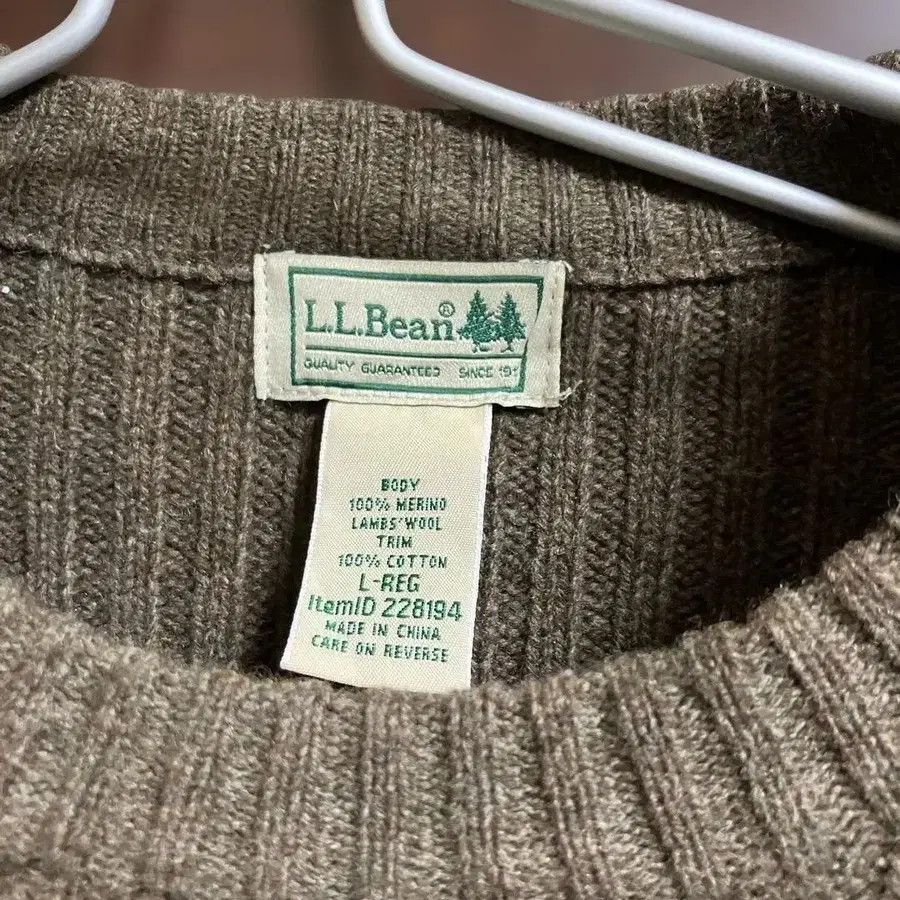 L.L.Bean®
QUALITY GUARANTEED SINCE 191
BODY
100% MERINO
LAMBS' WOOL
TRIM
100% COTTON
L-REG
ItemID 228194
MADE IN CHINA
CARE ON REVERSE